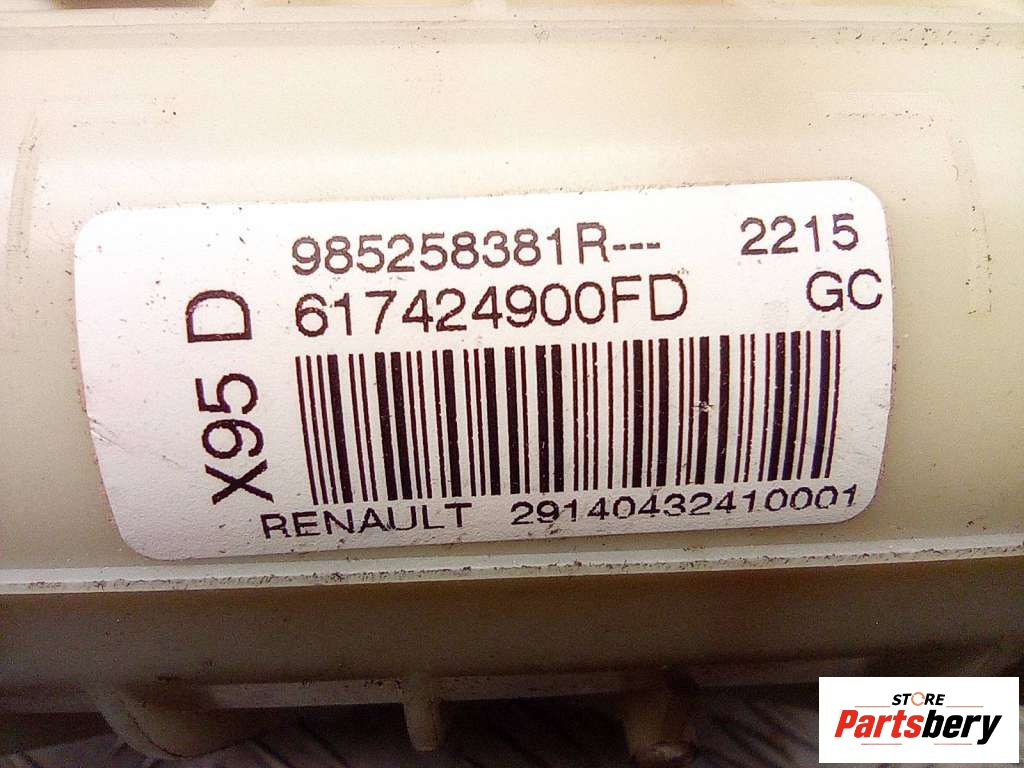 985258381R--- 2215
617424900FD GC
X95 D
RENAULT 29140432410001
STORE
Partsbery